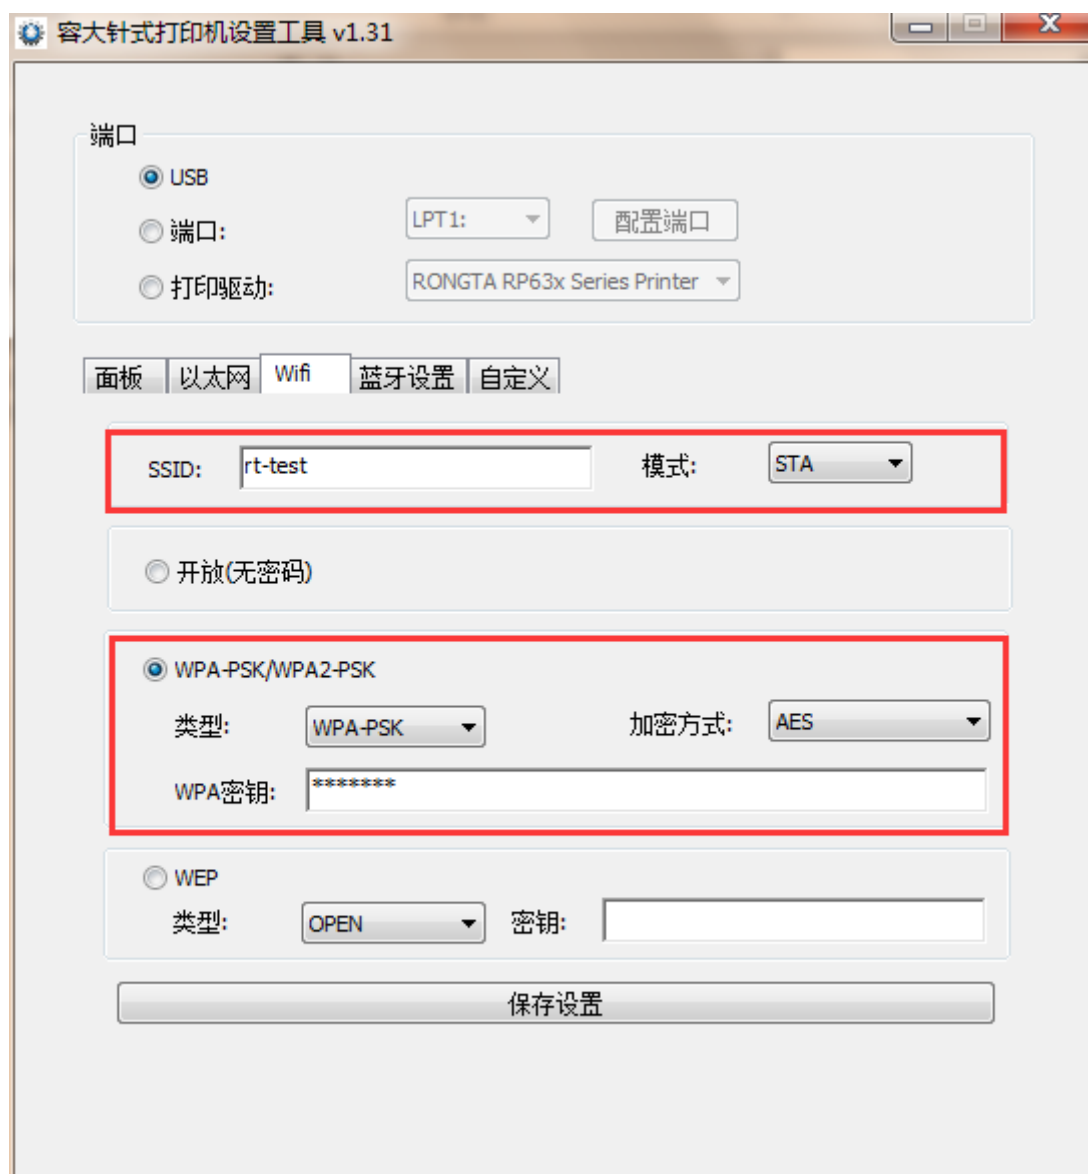 容大针式打印机设置工具 v1.31
端口
USB
端口: LPT1: 配置端口
打印驱动: RONGTA RP63x Series Printer
面板 以太网 Wifi 蓝牙设置 自定义
SSID: rt-test 模式: STA
开放(无密码)
WPA-PSK/WPA2-PSK
类型: WPA-PSK 加密方式: AES
WPA密钥: *******
WEP
类型: OPEN 密钥:
保存设置